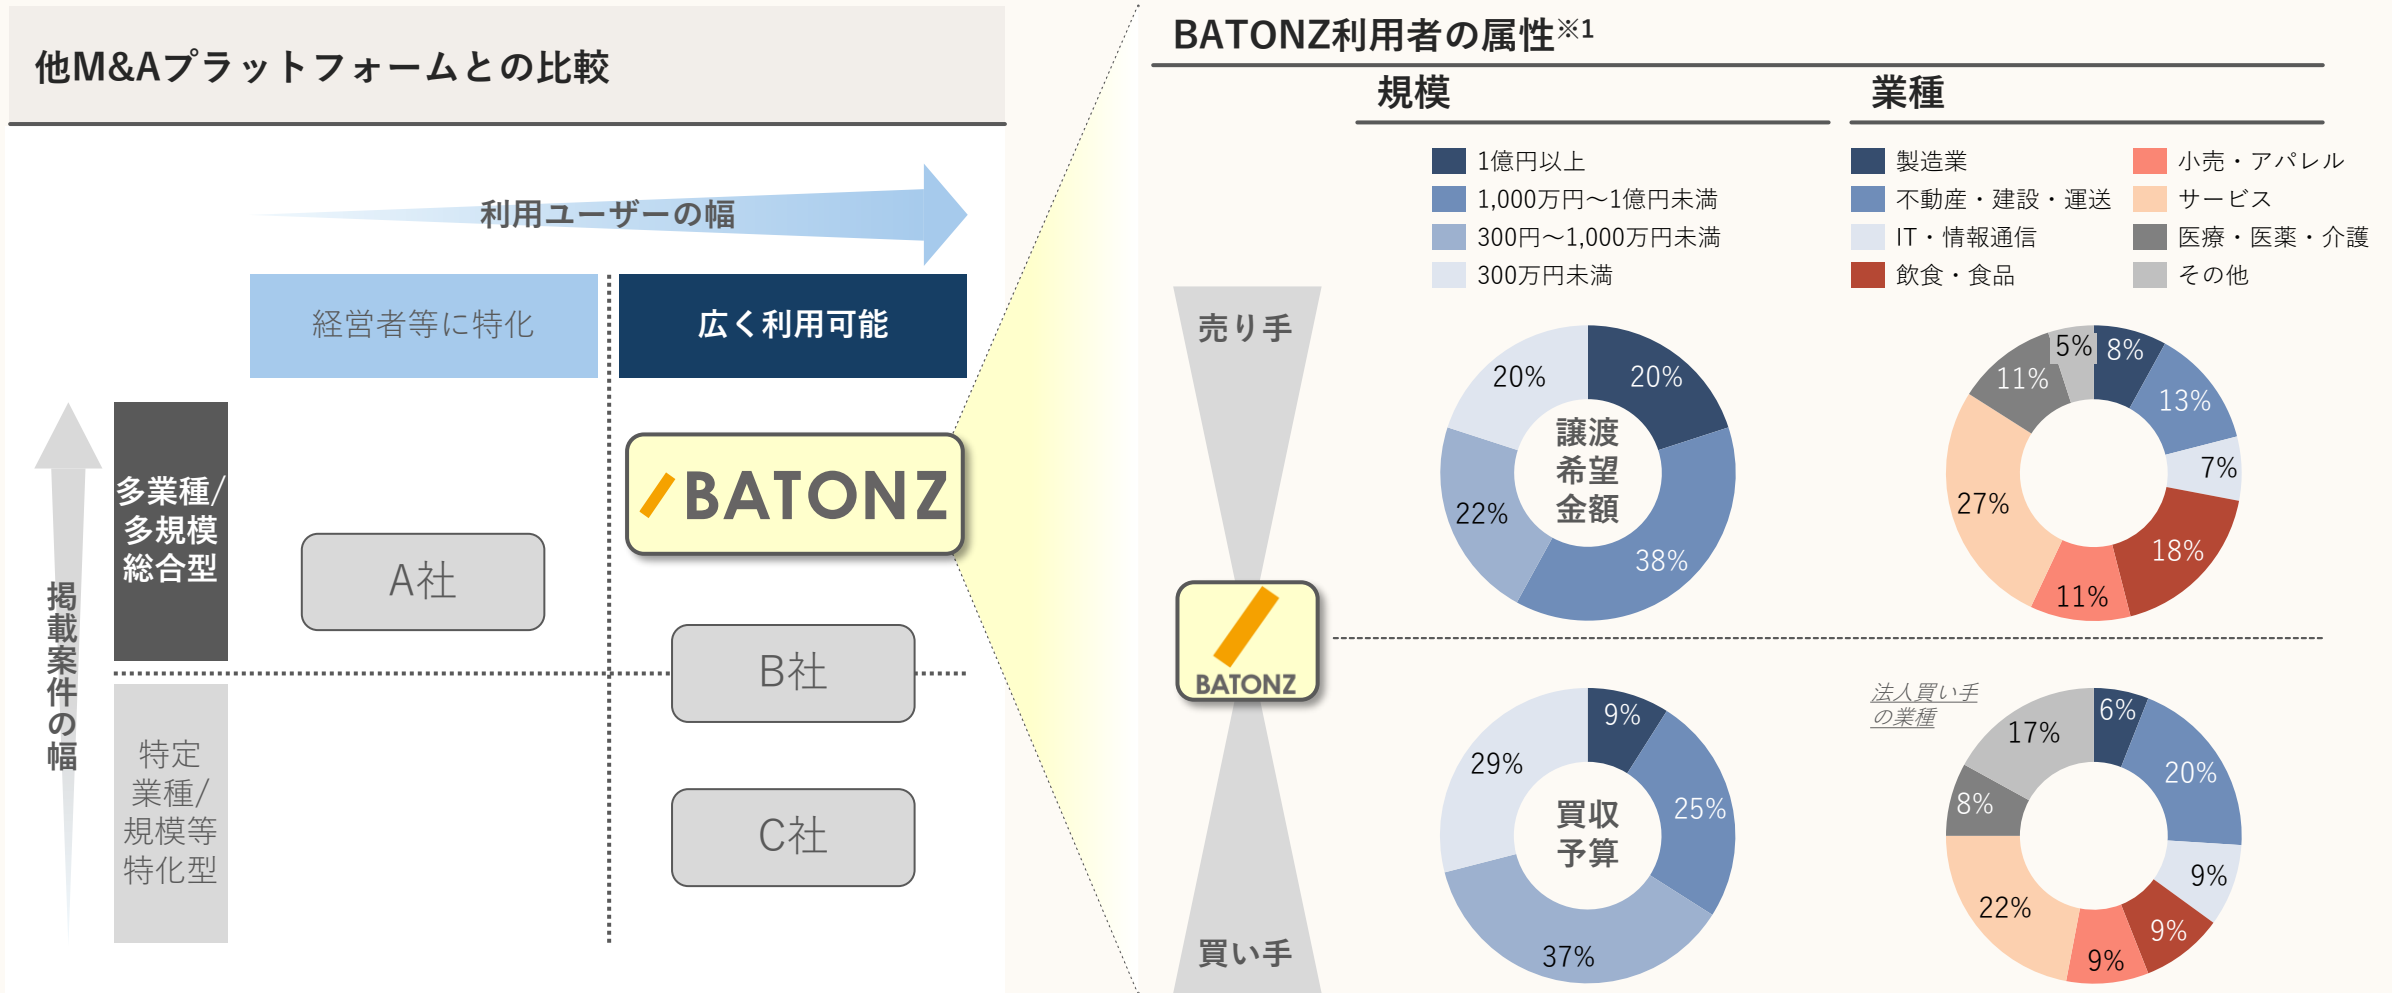 他M&Aプラットフォームとの比較
利用ユーザーの幅
経営者等に特化
広く利用可能
掲載案件の幅
多業種/
多規模
総合型
特定
業種/
規模等
特化型
BATONZ
A社
B社
C社
BATONZ利用者の属性※1
規模
1億円以上
1,000万円～1億円未満
300円～1,000万円未満
300万円未満
業種
製造業
不動産・建設・運送
IT・情報通信
飲食・食品
小売・アパレル
サービス
医療・医薬・介護
その他
売り手
BATONZ
買い手
譲渡
希望
金額
20%
38%
22%
20%
8%
13%
7%
18%
11%
27%
11%
5%
買収
予算
9%
25%
37%
29%
法人買い手
の業種
6%
20%
9%
9%
9%
22%
8%
17%